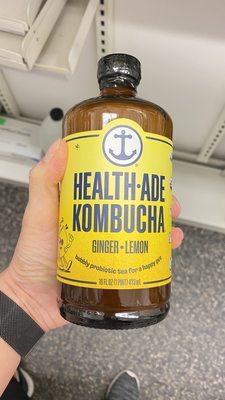 HEALTH-ADE
KOMBUCHA
GINGER-LEMON
bubbly probiotic tea for a happy gut
16 FL OZ (1 PINT) 473 mL